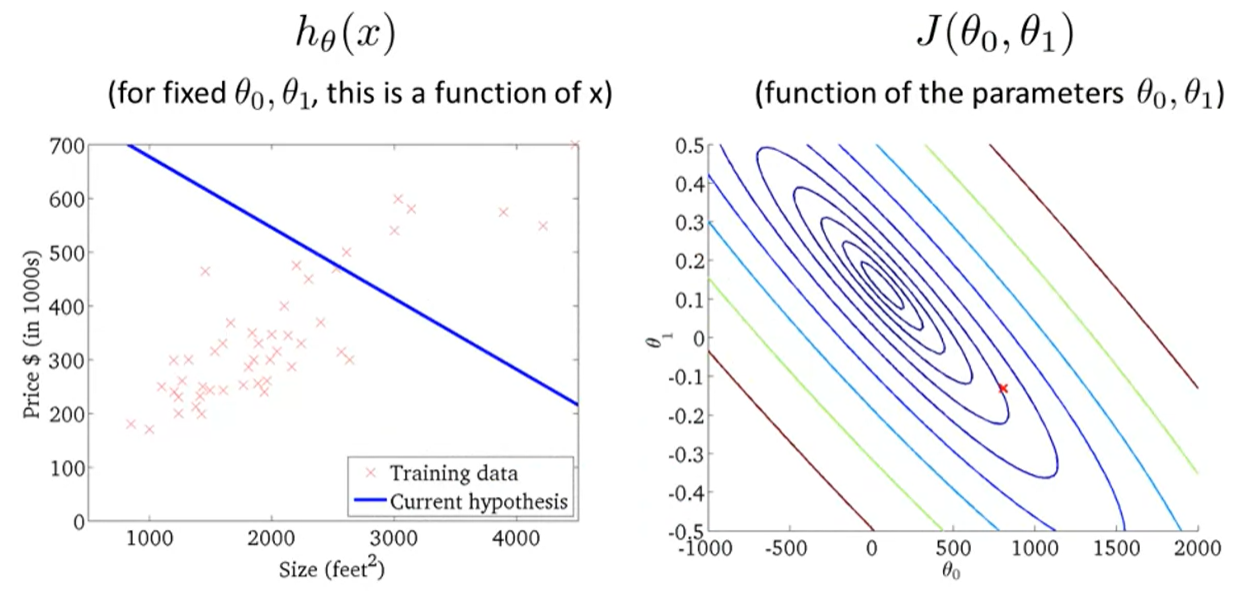 hθ(x)
(for fixed θ0, θ1, this is a function of x)
Price $ (in 1000s)
700
600
500
400
300
200
100
0
1000 2000 3000 4000
Size (feet²)
Training data
Current hypothesis
J(θ0, θ1)
(function of the parameters θ0, θ1)
θ1
0.5
0.4
0.3
0.2
0.1
0
-0.1
-0.2
-0.3
-0.4
-0.5
-1000 -500 0 500 1000 1500 2000
θ0